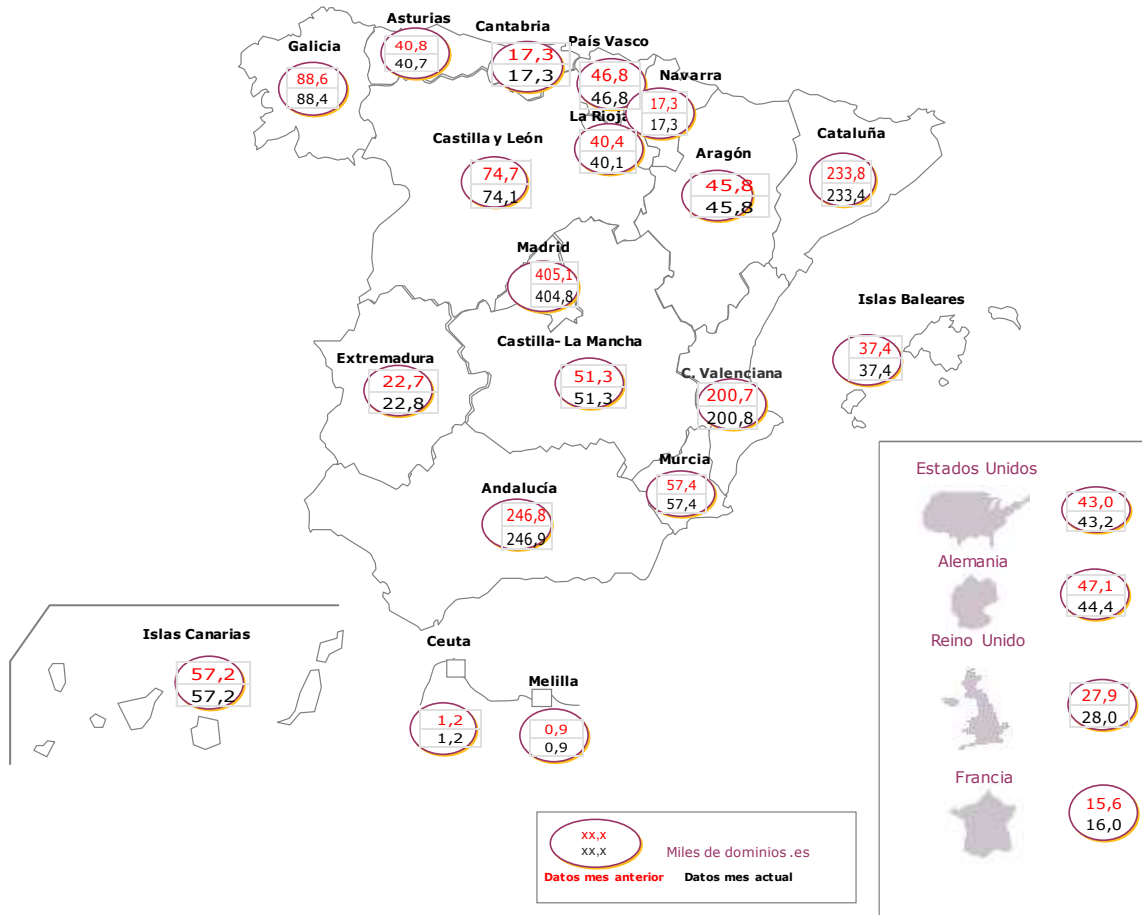 Asturias
40,8
40,7
Cantabria
17,3
17,3
Galicia
88,6
88,4
País Vasco
46,8
46,8
Navarra
17,3
17,3
La Rioja
40,4
40,1
Castilla y León
74,7
74,1
Aragón
45,8
45,8
Cataluña
233,8
233,4
Madrid
405,1
404,8
Islas Baleares
37,4
37,4
Castilla- La Mancha
51,3
51,3
Extremadura
22,7
22,8
C. Valenciana
200,7
200,8
Murcia
57,4
57,4
Andalucía
246,8
246,9
Estados Unidos
43,0
43,2
Alemania
47,1
44,4
Reino Unido
27,9
28,0
Francia
15,6
16,0
Islas Canarias
57,2
57,2
Ceuta
1,2
1,2
Melilla
0,9
0,9
xx,x
xx,x
Miles de dominios .es
Datos mes anterior Datos mes actual